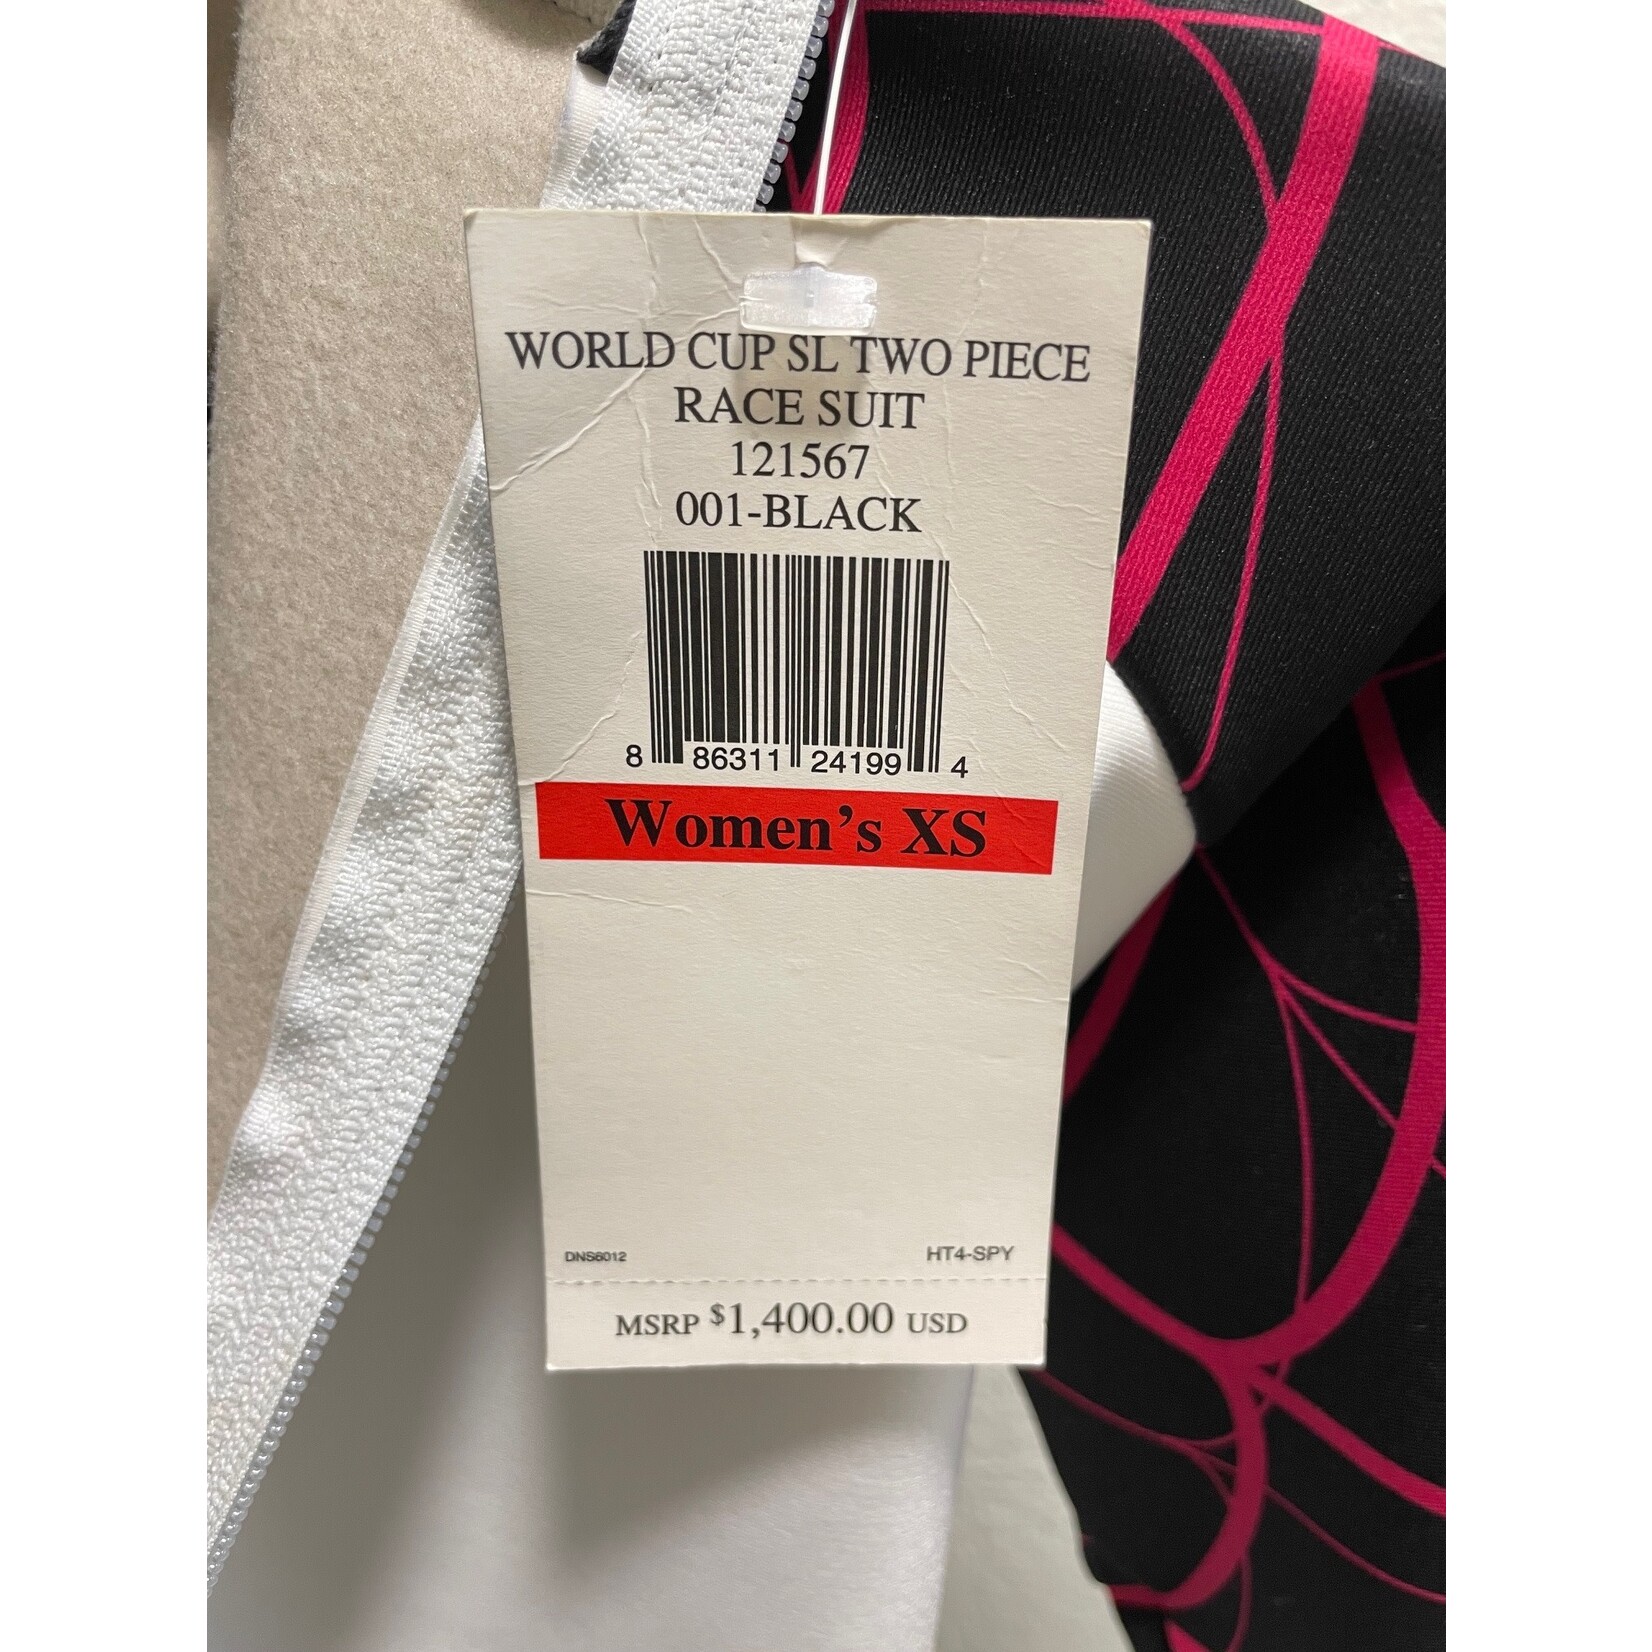 WORLD CUP SL TWO PIECE
RACE SUIT
121567
001-BLACK
8 86311 24199 4
Women's XS
DNS6012 HT4-SPY
MSRP $1,400.00 USD